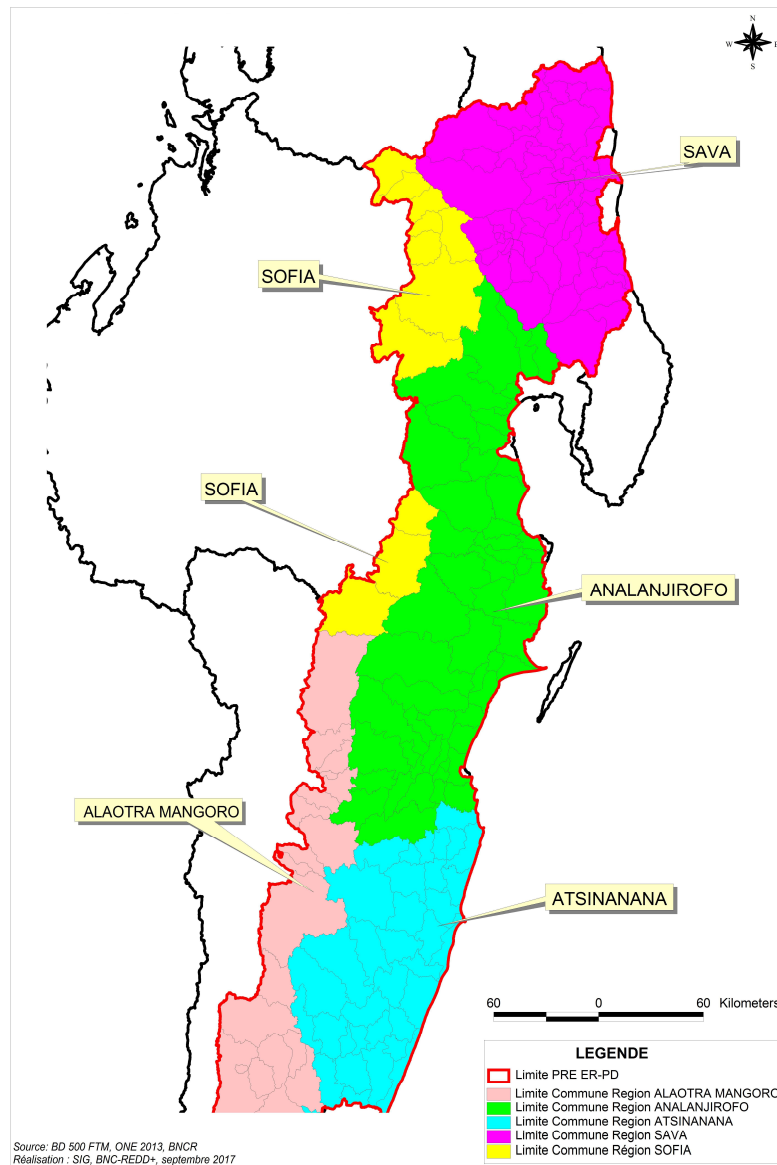 N
W E
S
SAVA
SOFIA
SOFIA
ANALANJIROFO
ALAOTRA MANGORO
ATSINANANA
60 0 60 Kilometers
LEGENDE
Limite PRE ER-PD
Limite Commune Region ALAOTRA MANGORO
Limite Commune Region ANALANJIROFO
Limite Commune Region ATSINANANA
Limite Commune Region SAVA
Limite Commune Région SOFIA
Source: BD 500 FTM, ONE 2013, BNCR
Réalisation : SIG, BNC-REDD+, septembre 2017